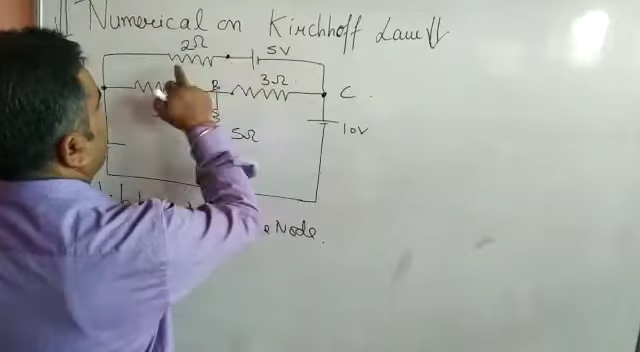 Numerical on Kirchhoff Law
2Ω
5V
B
3Ω
C
5Ω
10V
Node.